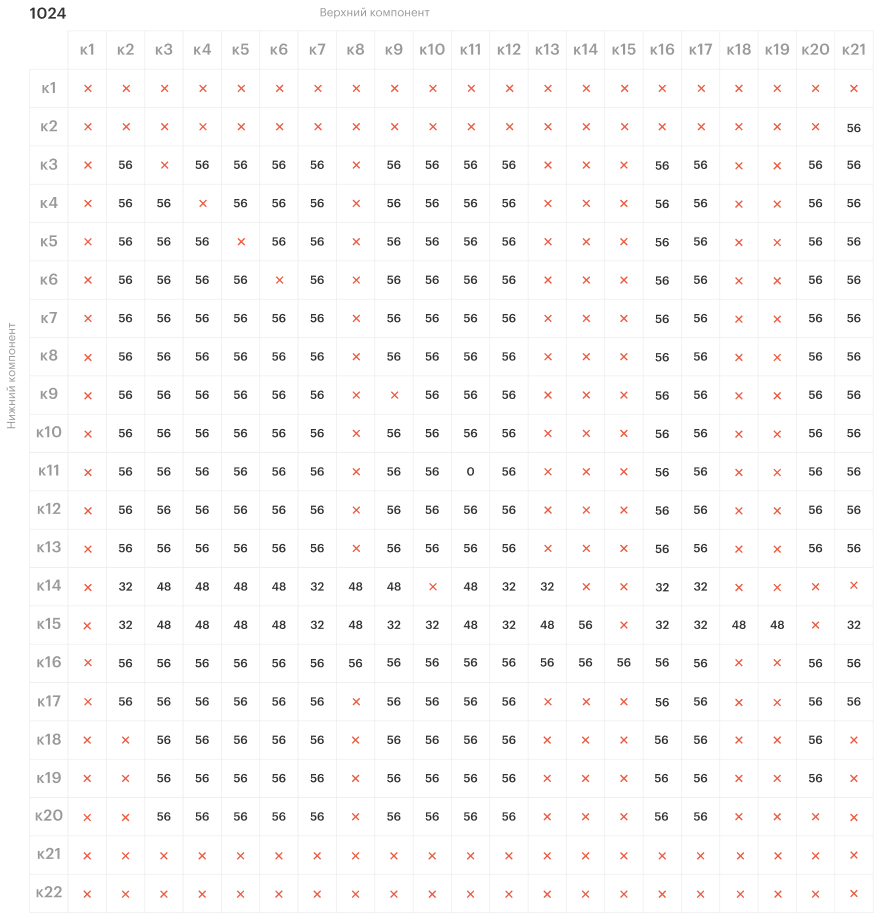 1024 Верхний компонент
к1 к2 к3 к4 к5 к6 к7 к8 к9 к10 к11 к12 к13 к14 к15 к16 к17 к18 к19 к20 к21
Нижний компонент
к1 × × × × × × × × × × × × × × × × × × × × ×
к2 × × × × × × × × × × × × × × × × × × × × 56
к3 × 56 × 56 56 56 56 × 56 56 56 56 × × × 56 56 × × 56 56
к4 × 56 56 × 56 56 56 × 56 56 56 56 × × × 56 56 × × 56 56
к5 × 56 56 56 × 56 56 × 56 56 56 56 × × × 56 56 × × 56 56
к6 × 56 56 56 56 × 56 × 56 56 56 56 × × × 56 56 × × 56 56
к7 × 56 56 56 56 56 56 × 56 56 56 56 × × × 56 56 × × 56 56
к8 × 56 56 56 56 56 56 × 56 56 56 56 × × × 56 56 × × 56 56
к9 × 56 56 56 56 56 56 × × 56 56 56 × × × 56 56 × × 56 56
к10 × 56 56 56 56 56 56 × 56 56 56 56 × × × 56 56 × × 56 56
к11 × 56 56 56 56 56 56 × 56 56 0 56 × × × 56 56 × × 56 56
к12 × 56 56 56 56 56 56 × 56 56 56 56 × × × 56 56 × × 56 56
к13 × 56 56 56 56 56 56 × 56 56 56 56 × × × 56 56 × × 56 56
к14 × 32 48 48 48 48 32 48 48 × 48 32 32 × × 32 32 × × × ×
к15 × 32 48 48 48 48 32 48 32 32 48 32 48 56 × 32 32 48 48 × 32
к16 × 56 56 56 56 56 56 56 56 56 56 56 56 56 56 56 56 × × 56 56
к17 × 56 56 56 56 56 56 × 56 56 56 56 × × × 56 56 × × 56 56
к18 × × 56 56 56 56 56 × 56 56 56 56 × × × 56 56 × × 56 ×
к19 × × 56 56 56 56 56 × 56 56 56 56 × × × 56 56 × × 56 ×
к20 × × 56 56 56 56 56 × 56 56 56 56 × × × 56 56 × × × ×
к21 × × × × × × × × × × × × × × × × × × × × ×
к22 × × × × × × × × × × × × × × × × × × × × ×